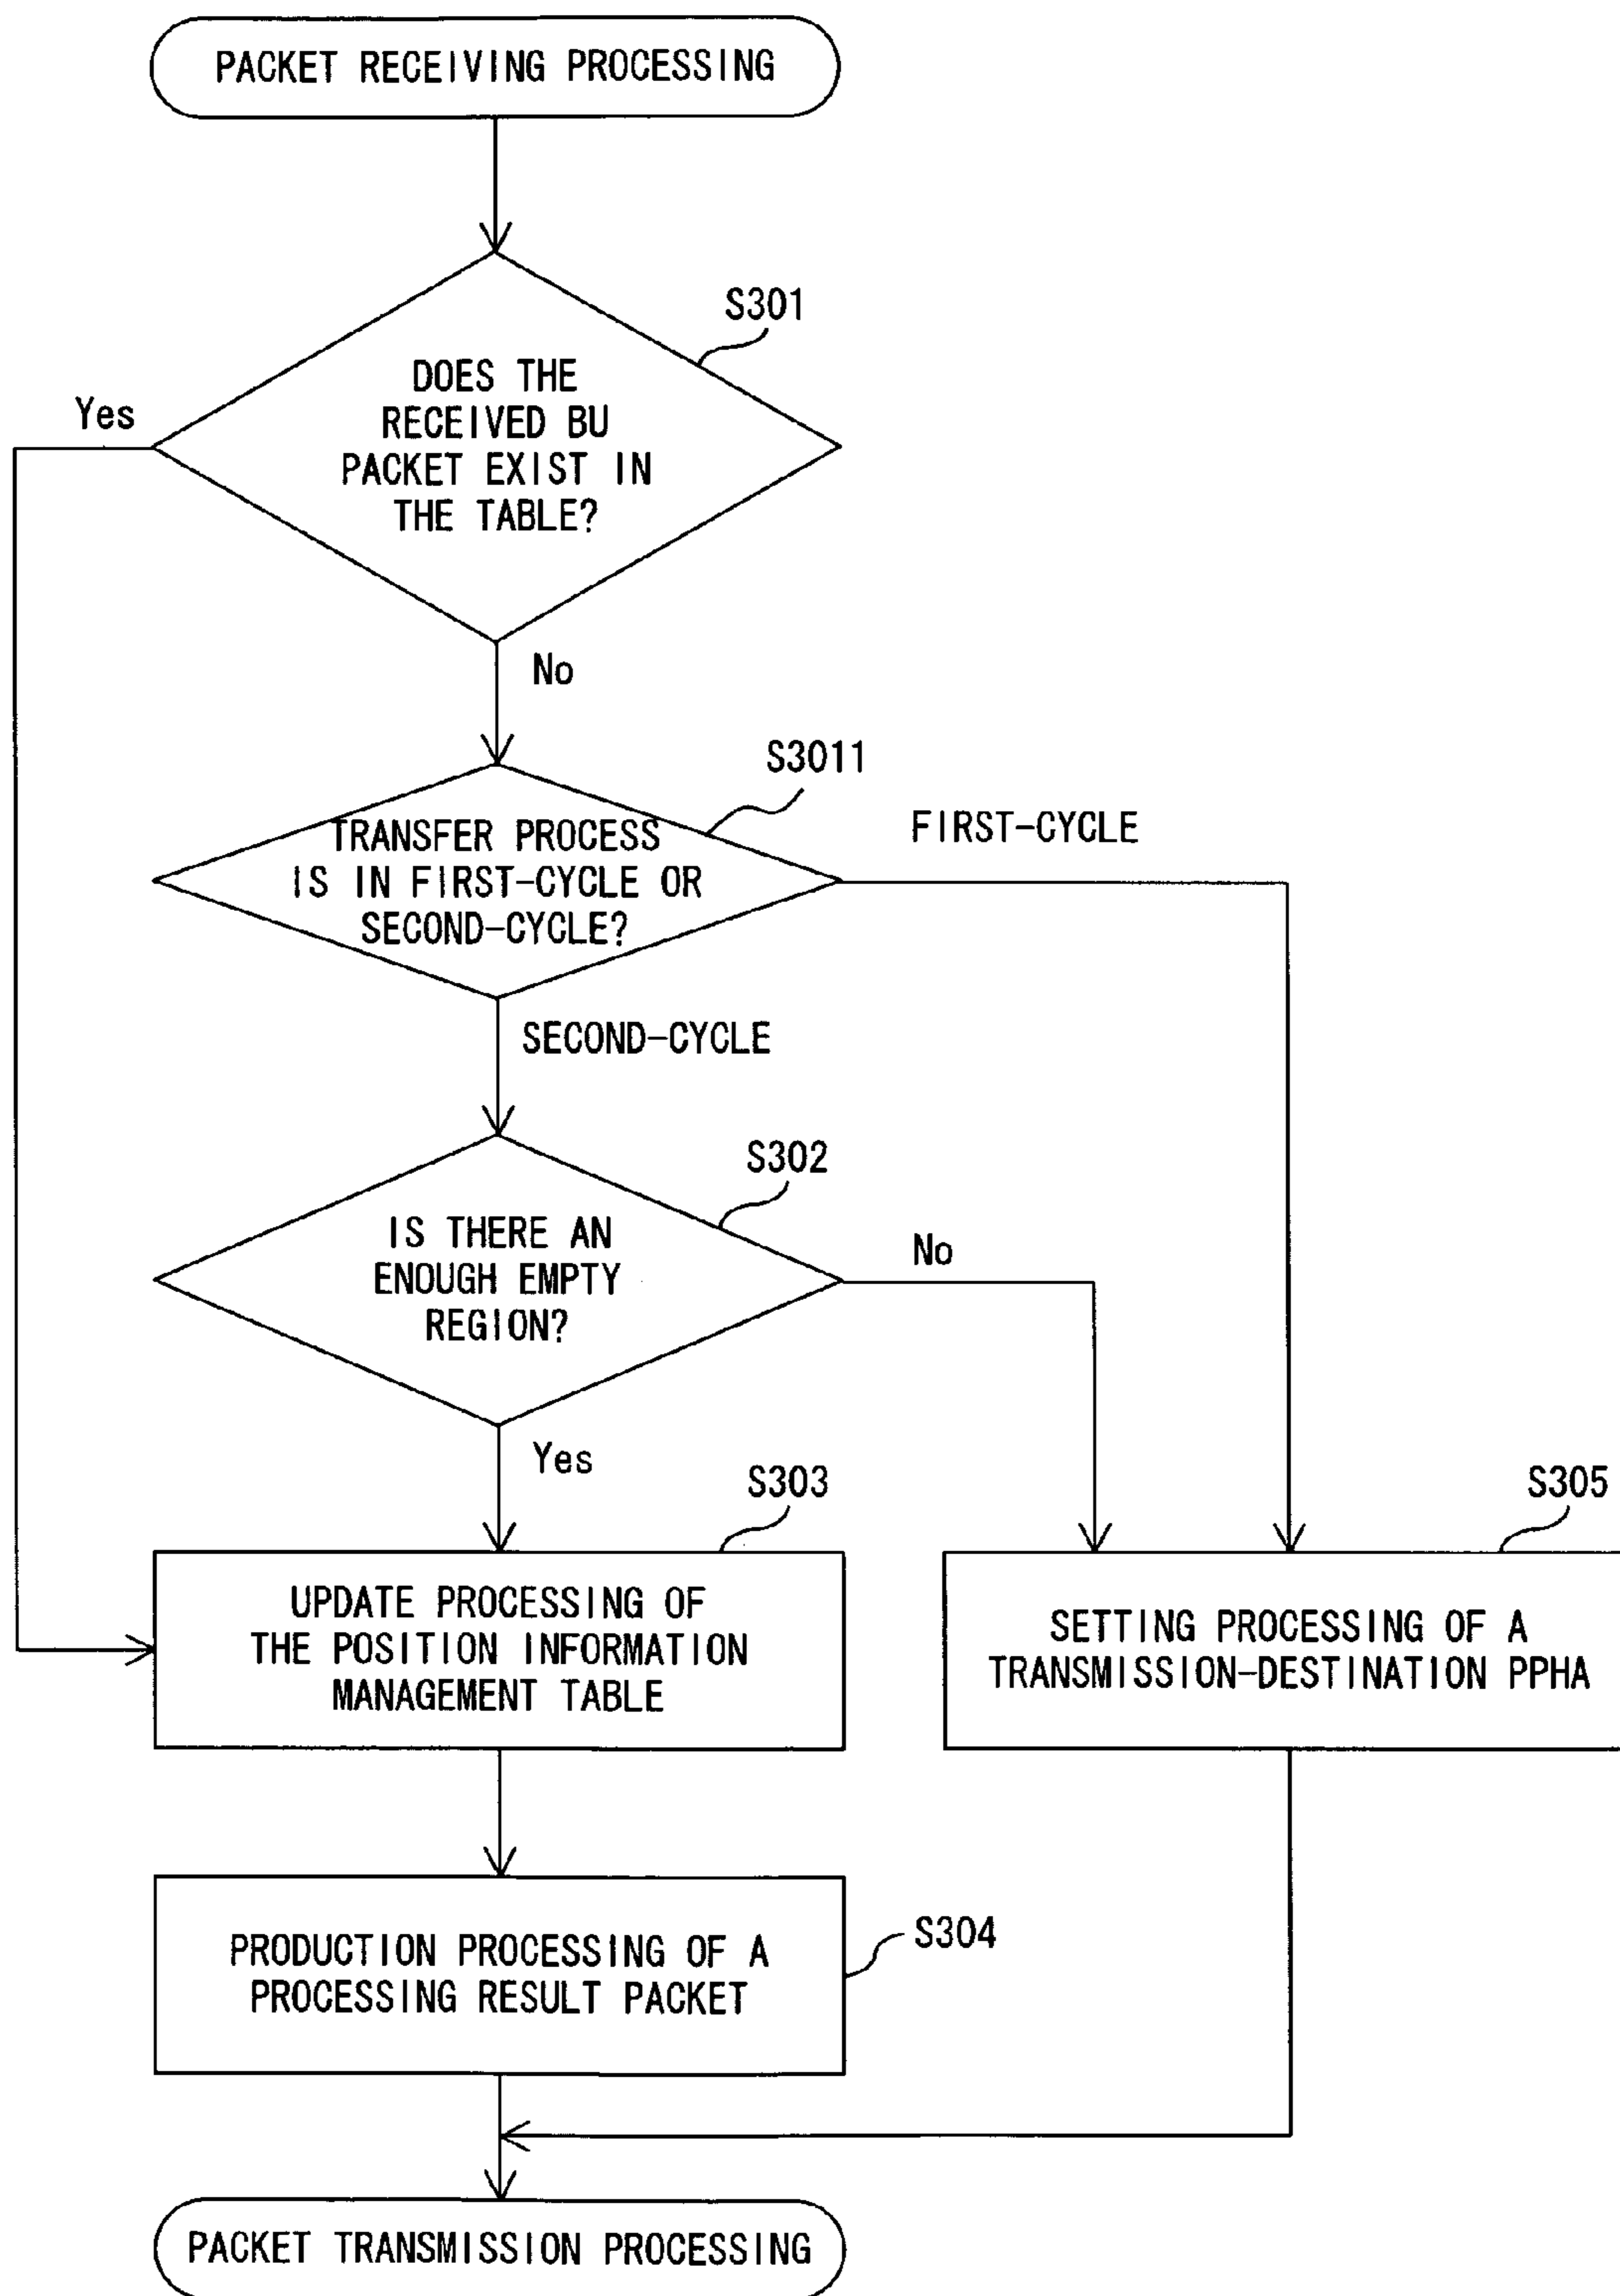 PACKET RECEIVING PROCESSING
S301
DOES THE
RECEIVED BU
PACKET EXIST IN
THE TABLE?
Yes
No
S3011
TRANSFER PROCESS
IS IN FIRST-CYCLE OR
SECOND-CYCLE?
FIRST-CYCLE
SECOND-CYCLE
S302
IS THERE AN
ENOUGH EMPTY
REGION?
No
Yes
S303
UPDATE PROCESSING OF
THE POSITION INFORMATION
MANAGEMENT TABLE
S305
SETTING PROCESSING OF A
TRANSMISSION-DESTINATION PPHA
PRODUCTION PROCESSING OF A
PROCESSING RESULT PACKET
S304
PACKET TRANSMISSION PROCESSING